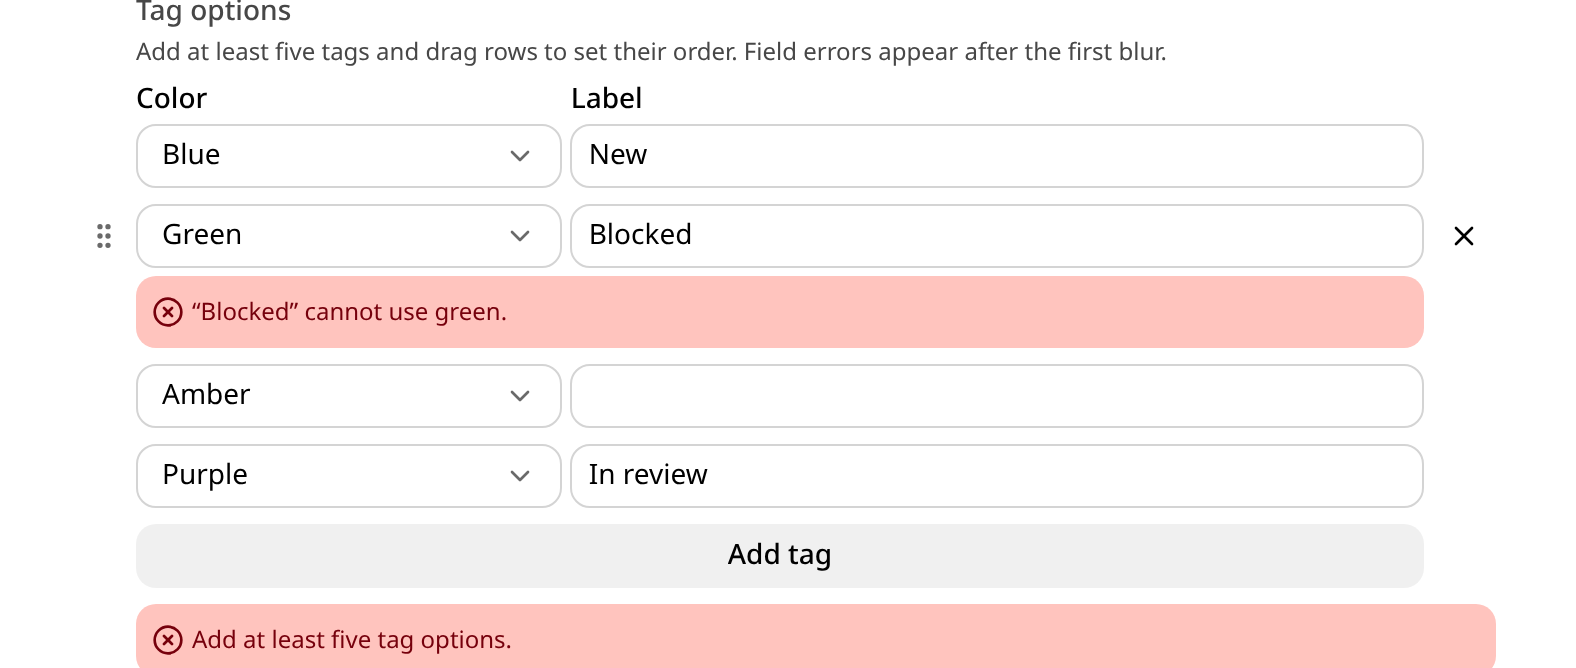 Tag options
Add at least five tags and drag rows to set their order. Field errors appear after the first blur.
Color Label
Blue New
Green Blocked
“Blocked” cannot use green.
Amber
Purple In review
Add tag
Add at least five tag options.